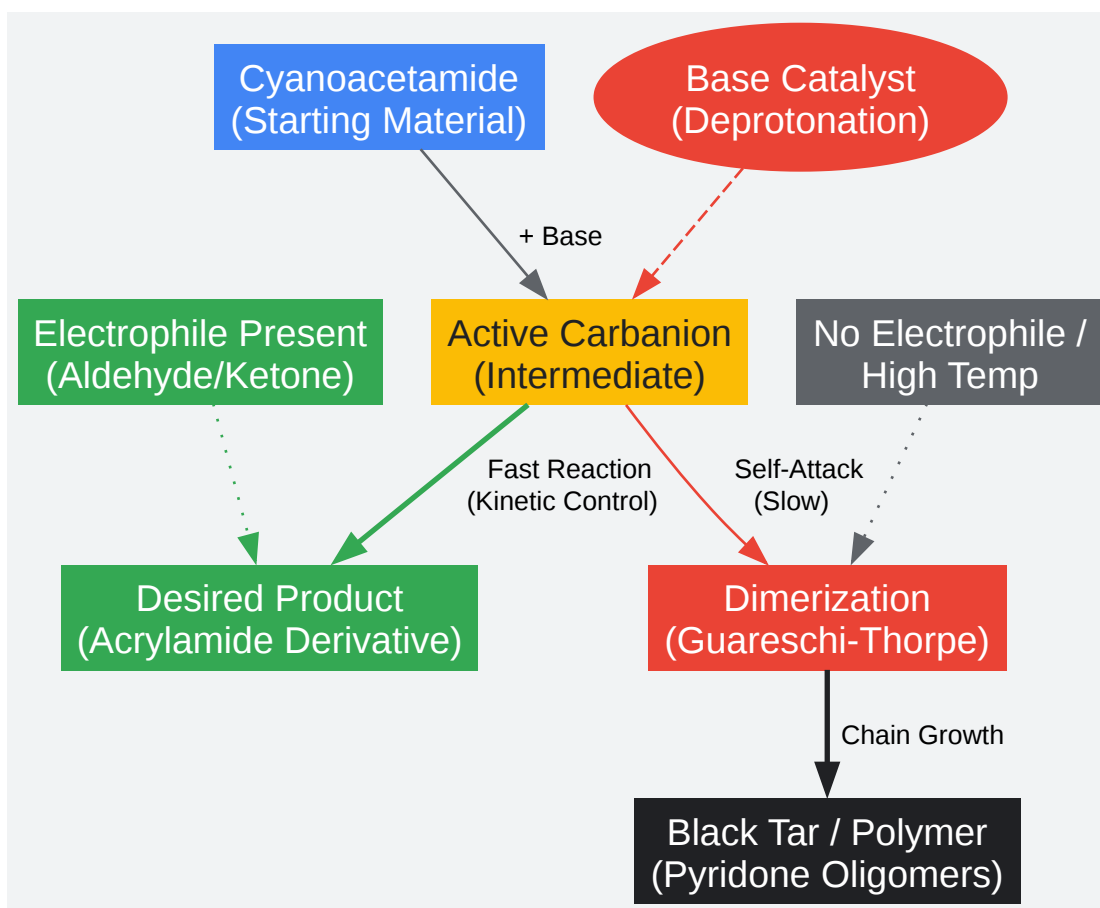 Cyanoacetamide
(Starting Material)
Base Catalyst
(Deprotonation)
+ Base
Electrophile Present
(Aldehyde/Ketone)
Active Carbanion
(Intermediate)
No Electrophile /
High Temp
Fast Reaction
(Kinetic Control)
Self-Attack
(Slow)
Desired Product
(Acrylamide Derivative)
Dimerization
(Guareschi-Thorpe)
Chain Growth
Black Tar / Polymer
(Pyridone Oligomers)